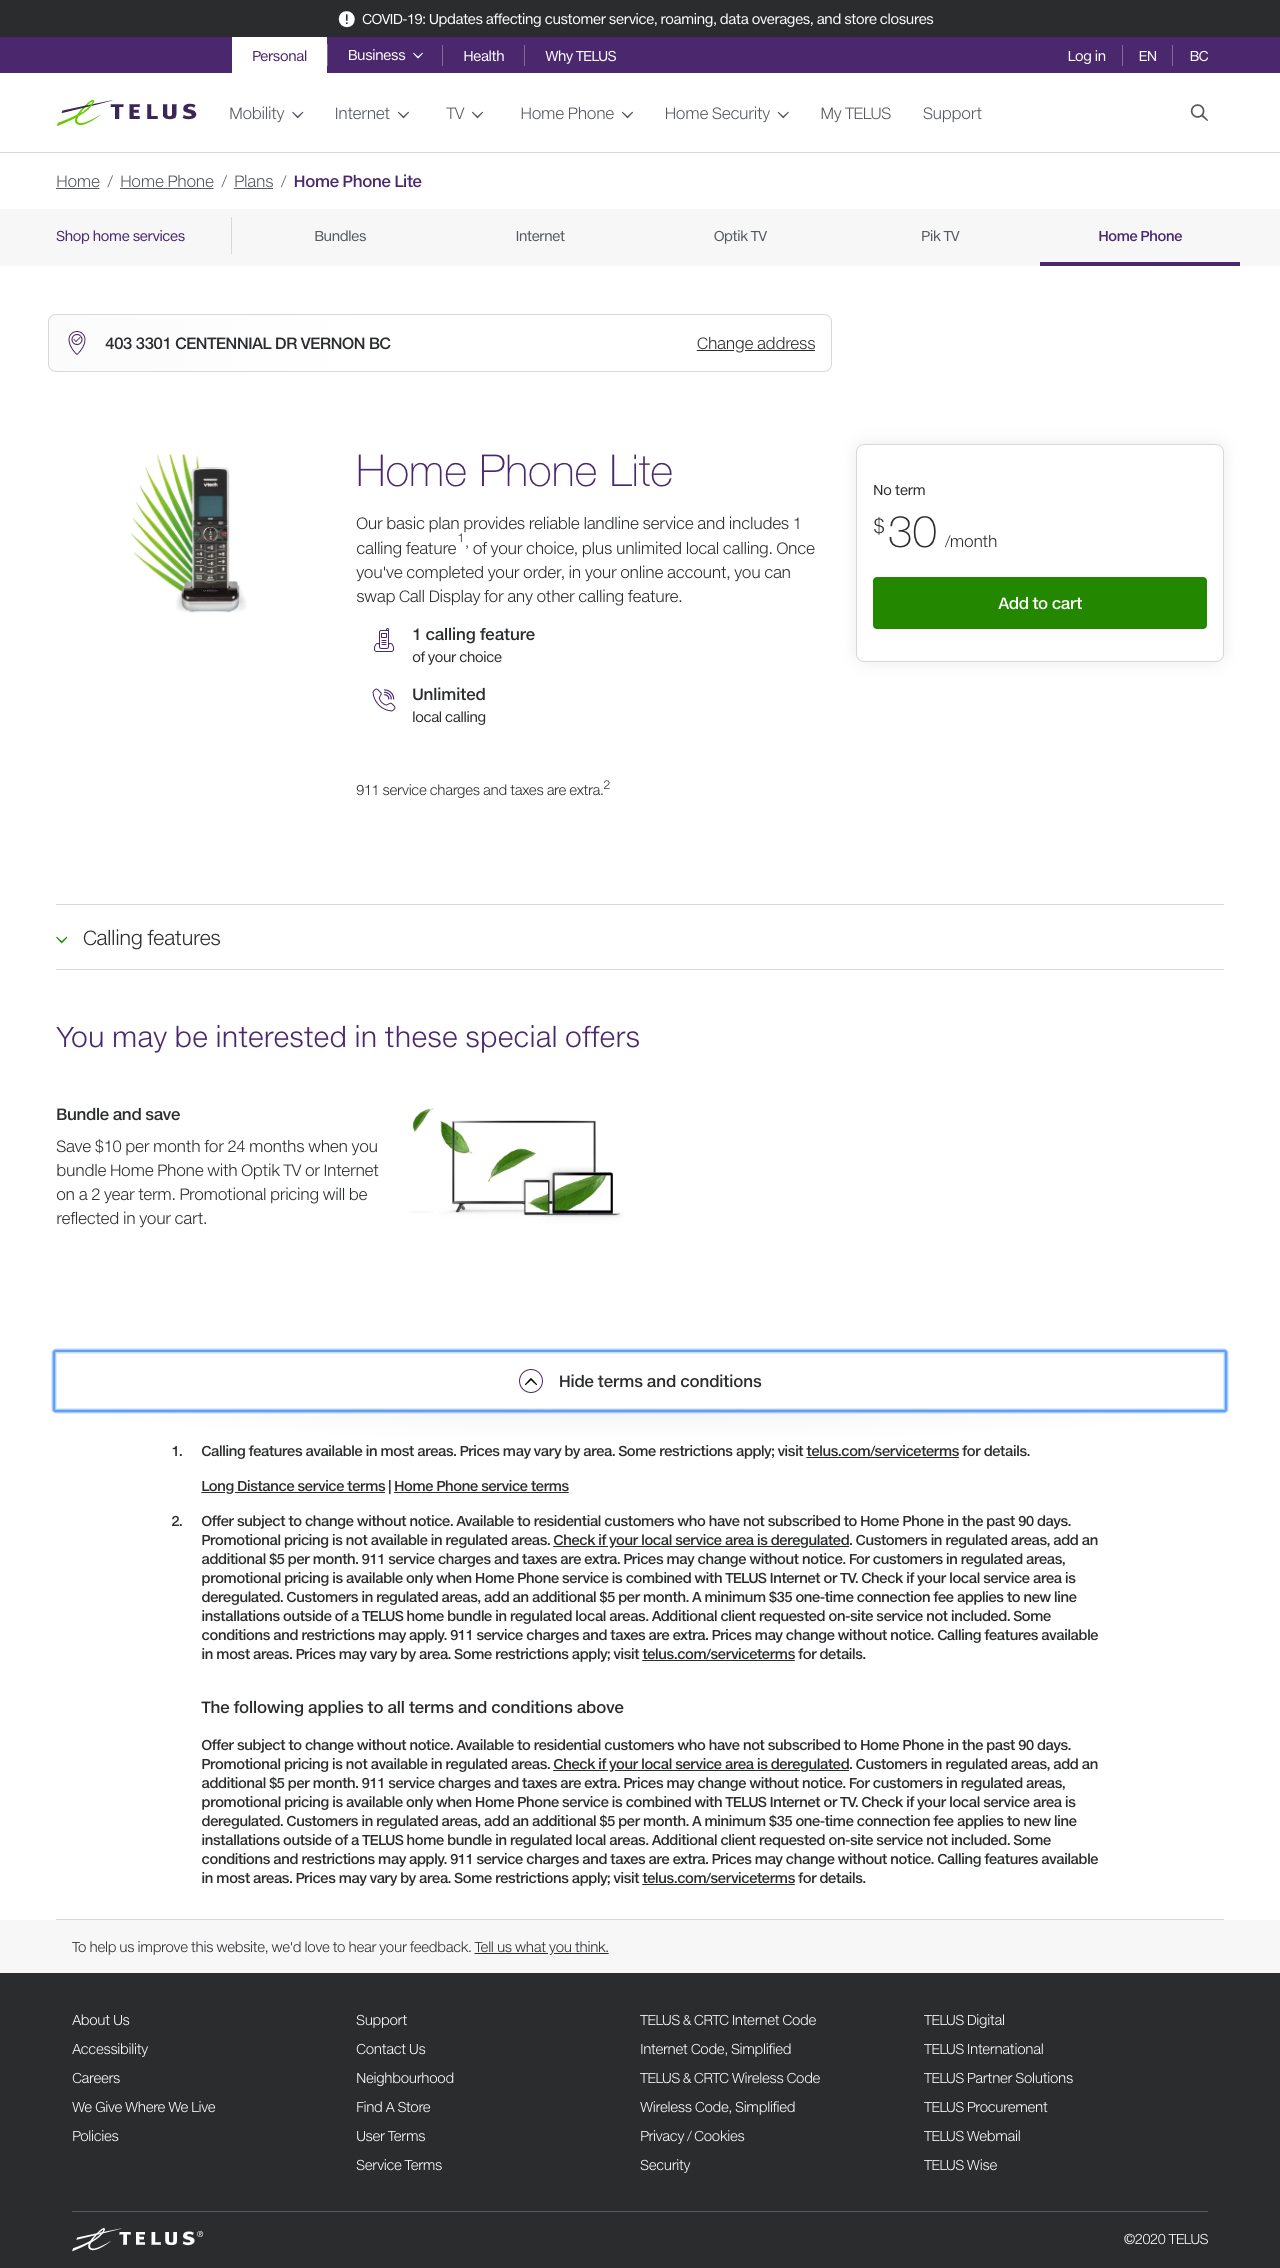 COVID-19: Updates affecting customer service, roaming, data overages, and store closures
Personal
Business
Health
Why TELUS
Log in
EN
BC
TELUS
Mobility
Internet
TV
Home Phone
Home Security
My TELUS
Support
Home / Home Phone / Plans / Home Phone Lite
Shop home services
Bundles
Internet
Optik TV
Pik TV
Home Phone
403 3301 CENTENNIAL DR VERNON BC
Change address
Home Phone Lite
Our basic plan provides reliable landline service and includes 1
calling feature 1, of your choice, plus unlimited local calling. Once
you've completed your order, in your online account, you can
swap Call Display for any other calling feature.
1 calling feature
of your choice
Unlimited
local calling
911 service charges and taxes are extra.2
No term
$30 /month
Add to cart
Calling features
You may be interested in these special offers
Bundle and save
Save $10 per month for 24 months when you
bundle Home Phone with Optik TV or Internet
on a 2 year term. Promotional pricing will be
reflected in your cart.
Hide terms and conditions
1. Calling features available in most areas. Prices may vary by area. Some restrictions apply; visit telus.com/serviceterms for details.
Long Distance service terms | Home Phone service terms
2. Offer subject to change without notice. Available to residential customers who have not subscribed to Home Phone in the past 90 days.
Promotional pricing is not available in regulated areas. Check if your local service area is deregulated. Customers in regulated areas, add an
additional $5 per month. 911 service charges and taxes are extra. Prices may change without notice. For customers in regulated areas,
promotional pricing is available only when Home Phone service is combined with TELUS Internet or TV. Check if your local service area is
deregulated. Customers in regulated areas, add an additional $5 per month. A minimum $35 one-time connection fee applies to new line
installations outside of a TELUS home bundle in regulated local areas. Additional client requested on-site service not included. Some
conditions and restrictions may apply. 911 service charges and taxes are extra. Prices may change without notice. Calling features available
in most areas. Prices may vary by area. Some restrictions apply; visit telus.com/serviceterms for details.
The following applies to all terms and conditions above
Offer subject to change without notice. Available to residential customers who have not subscribed to Home Phone in the past 90 days.
Promotional pricing is not available in regulated areas. Check if your local service area is deregulated. Customers in regulated areas, add an
additional $5 per month. 911 service charges and taxes are extra. Prices may change without notice. For customers in regulated areas,
promotional pricing is available only when Home Phone service is combined with TELUS Internet or TV. Check if your local service area is
deregulated. Customers in regulated areas, add an additional $5 per month. A minimum $35 one-time connection fee applies to new line
installations outside of a TELUS home bundle in regulated local areas. Additional client requested on-site service not included. Some
conditions and restrictions may apply. 911 service charges and taxes are extra. Prices may change without notice. Calling features available
in most areas. Prices may vary by area. Some restrictions apply; visit telus.com/serviceterms for details.
To help us improve this website, we'd love to hear your feedback. Tell us what you think.
About Us
Accessibility
Careers
We Give Where We Live
Policies
Support
Contact Us
Neighbourhood
Find A Store
User Terms
Service Terms
TELUS & CRTC Internet Code
Internet Code, Simplified
TELUS & CRTC Wireless Code
Wireless Code, Simplified
Privacy / Cookies
Security
TELUS Digital
TELUS International
TELUS Partner Solutions
TELUS Procurement
TELUS Webmail
TELUS Wise
TELUS®
©2020 TELUS